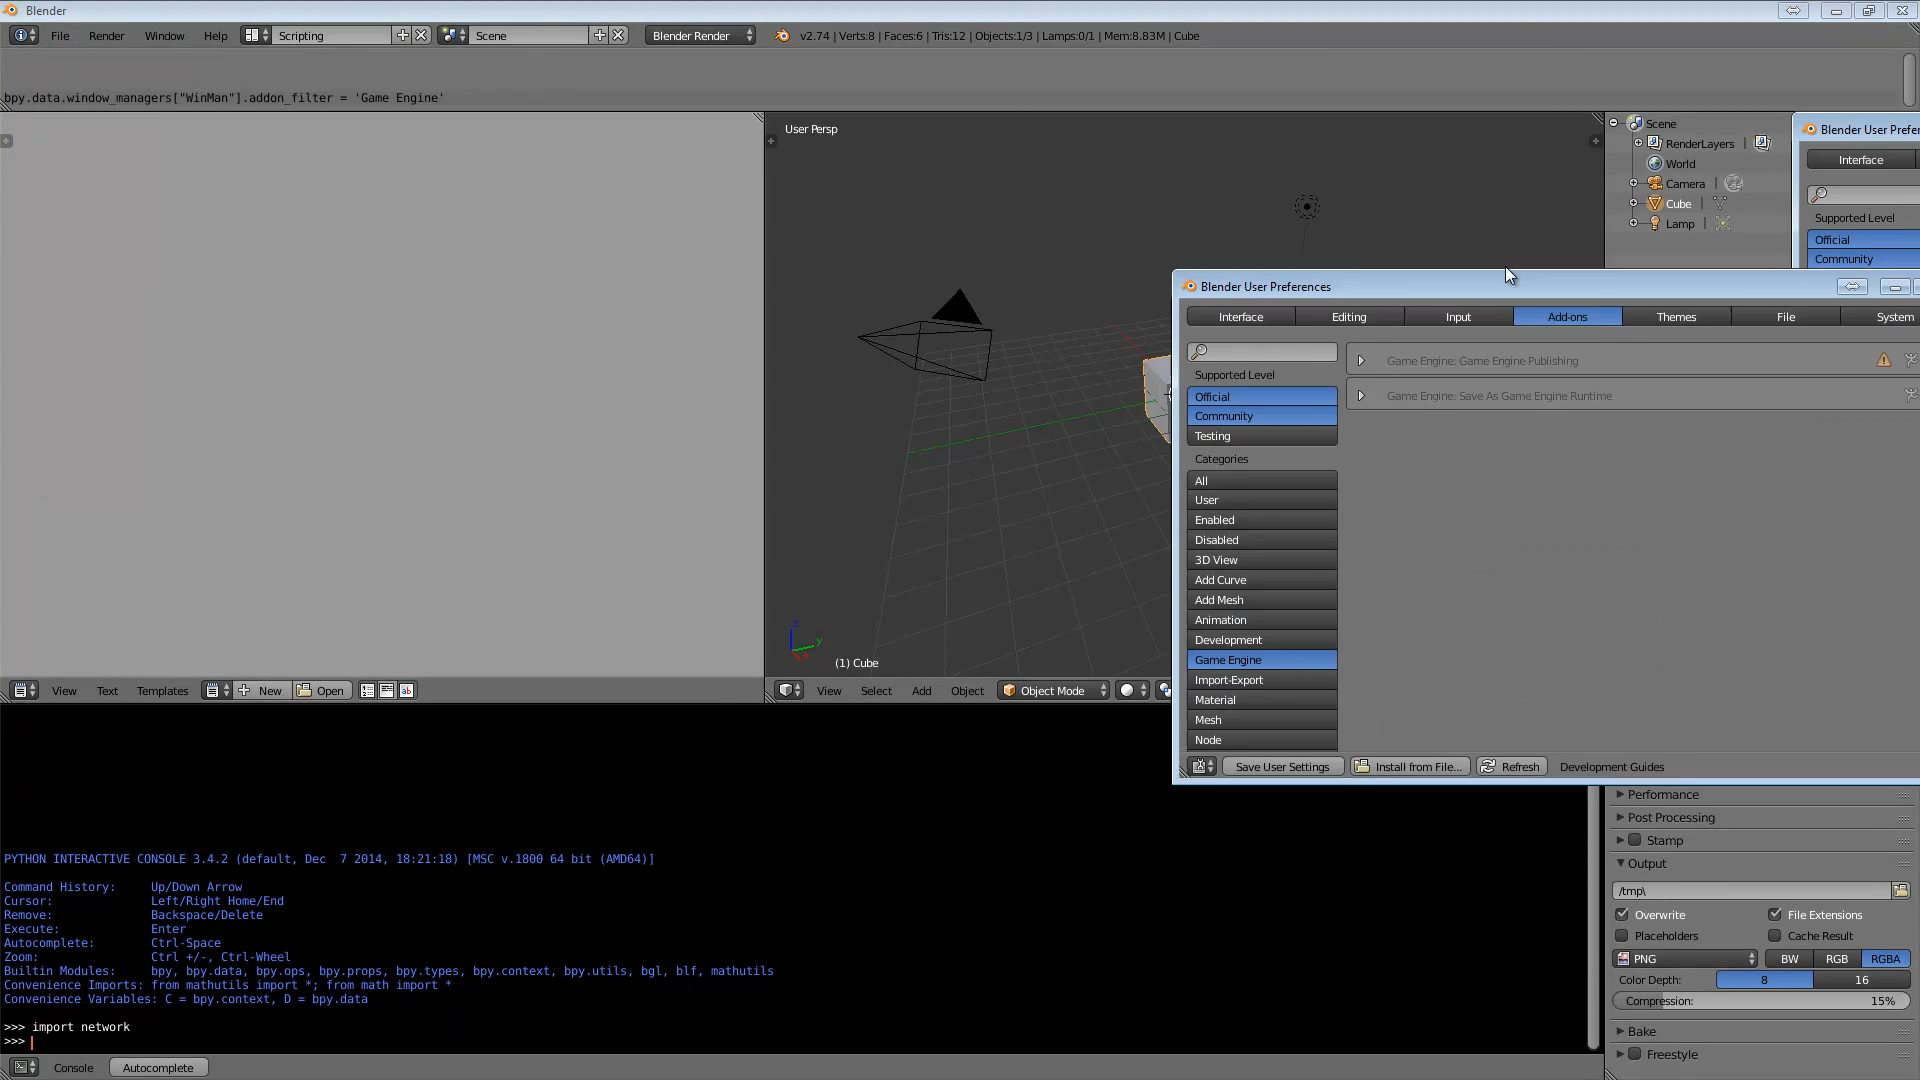 Blender
File Render Window Help Scripting Scene Blender Render v2.74 | Verts:8 | Faces:6 | Tris:12 | Objects:1/3 | Lamps:0/1 | Mem:8.83M | Cube
bpy.data.window_managers["WinMan"].addon_filter = 'Game Engine'
User Persp
(1) Cube
View Text Templates New Open
View Select Add Object Object Mode
Scene
RenderLayers |
World
Camera |
Cube |
Lamp |
Blender User Prefer
Interface
Supported Level
Official
Community
Blender User Preferences
Interface Editing Input Add-ons Themes File System
Supported Level
Official
Community
Testing
Categories
All
User
Enabled
Disabled
3D View
Add Curve
Add Mesh
Animation
Development
Game Engine
Import-Export
Material
Mesh
Node
Game Engine: Game Engine Publishing
Game Engine: Save As Game Engine Runtime
Save User Settings Install from File... Refresh Development Guides
z
y
PYTHON INTERACTIVE CONSOLE 3.4.2 (default, Dec  7 2014, 18:21:18) [MSC v.1800 64 bit (AMD64)]
Command History:     Up/Down Arrow
Cursor:              Left/Right Home/End
Remove:              Backspace/Delete
Execute:             Enter
Autocomplete:        Ctrl-Space
Zoom:                Ctrl +/-, Ctrl-Wheel
Builtin Modules:     bpy, bpy.data, bpy.ops, bpy.props, bpy.types, bpy.context, bpy.utils, bgl, blf, mathutils
Convenience Imports: from mathutils import *; from math import *
Convenience Variables: C = bpy.context, D = bpy.data
>>> import network
>>>
Console Autocomplete
Performance
Post Processing
Stamp
Output
/tmp\
Overwrite File Extensions
Placeholders Cache Result
PNG BW RGB RGBA
Color Depth: 8 16
Compression: 15%
Bake
Freestyle